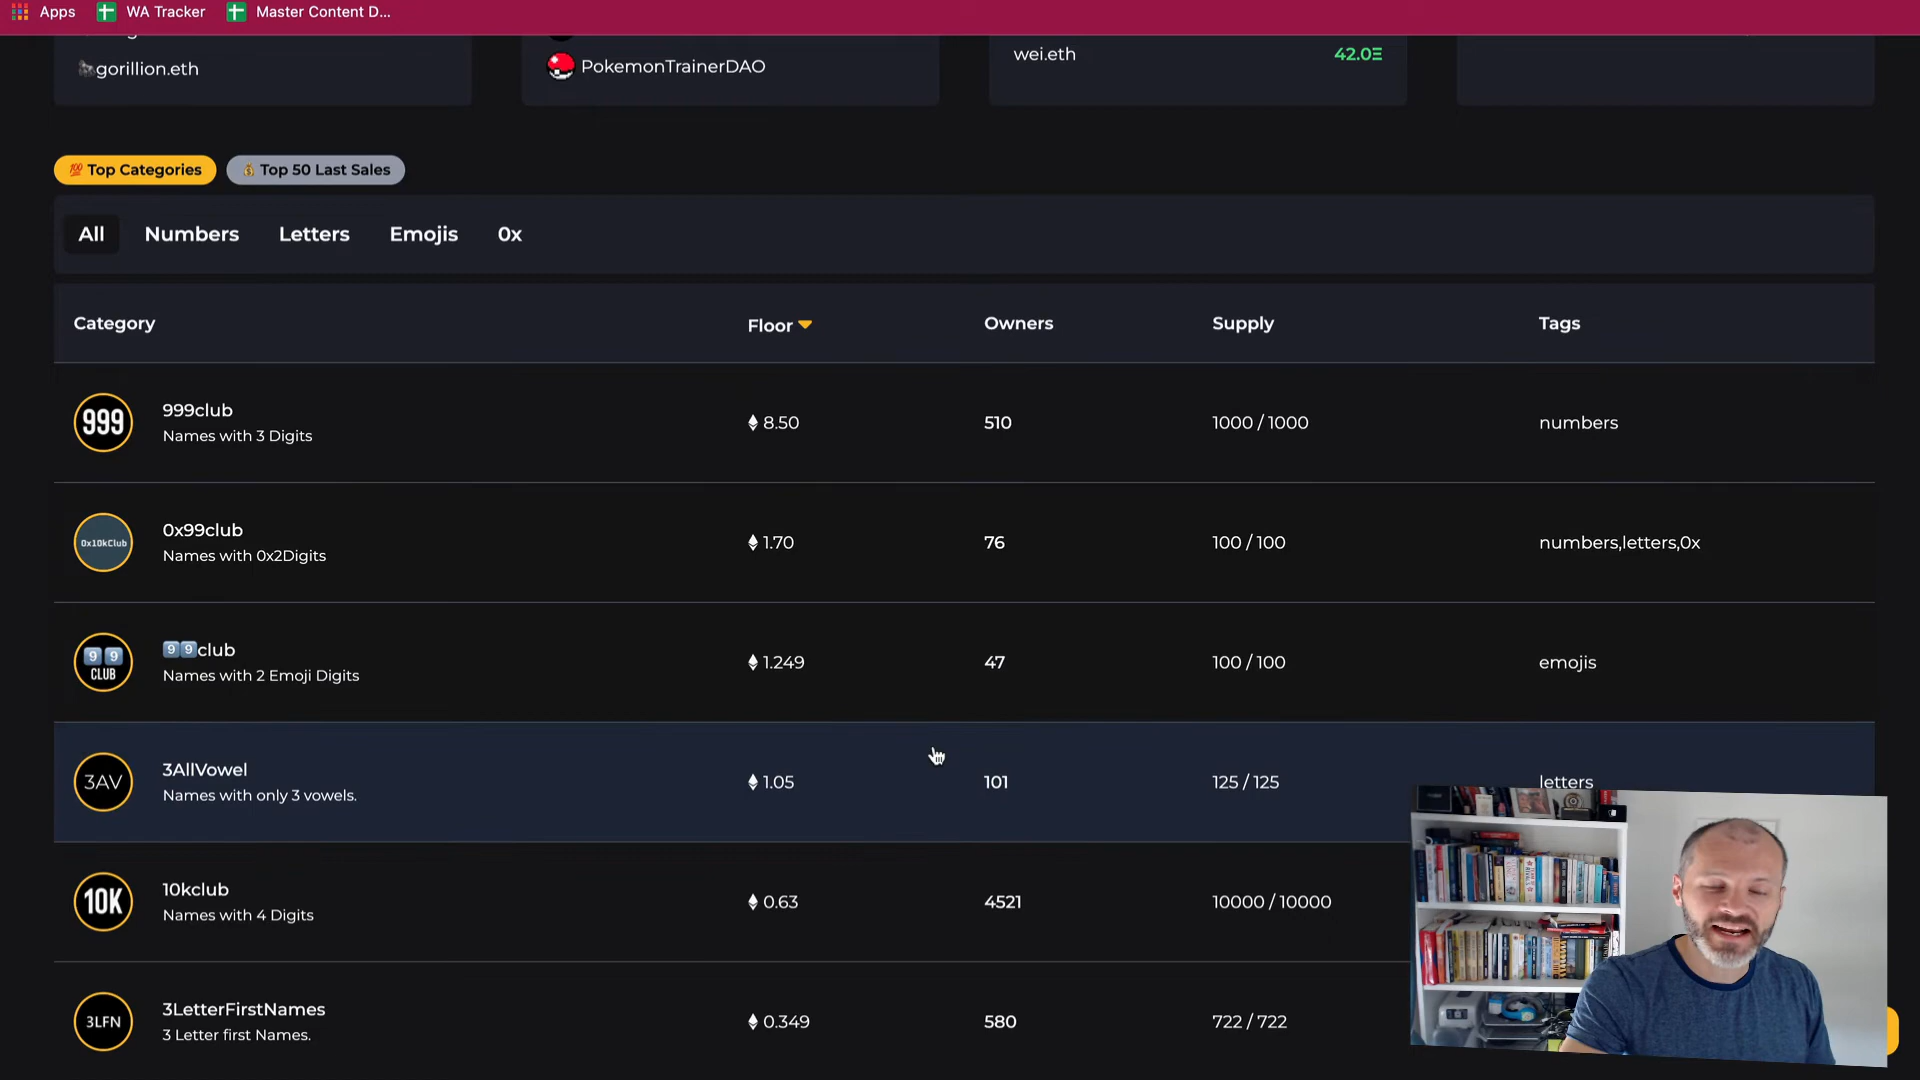 Apps WA Tracker Master Content D...
gorillion.eth
PokemonTrainerDAO
wei.eth 42.0Ξ
💯 Top Categories 💰 Top 50 Last Sales
All Numbers Letters Emojis 0x
Category Floor Owners Supply Tags
999 999club 8.50 510 1000 / 1000 numbers
Names with 3 Digits
0x10kClub 0x99club 1.70 76 100 / 100 numbers,letters,0x
Names with 0x2Digits
9️⃣9️⃣ CLUB 9️⃣9️⃣club 1.249 47 100 / 100 emojis
Names with 2 Emoji Digits
3AV 3AllVowel 1.05 101 125 / 125 letters
Names with only 3 vowels.
10K 10kclub 0.63 4521 10000 / 10000
Names with 4 Digits
3LFN 3LetterFirstNames 0.349 580 722 / 722
3 Letter first Names.